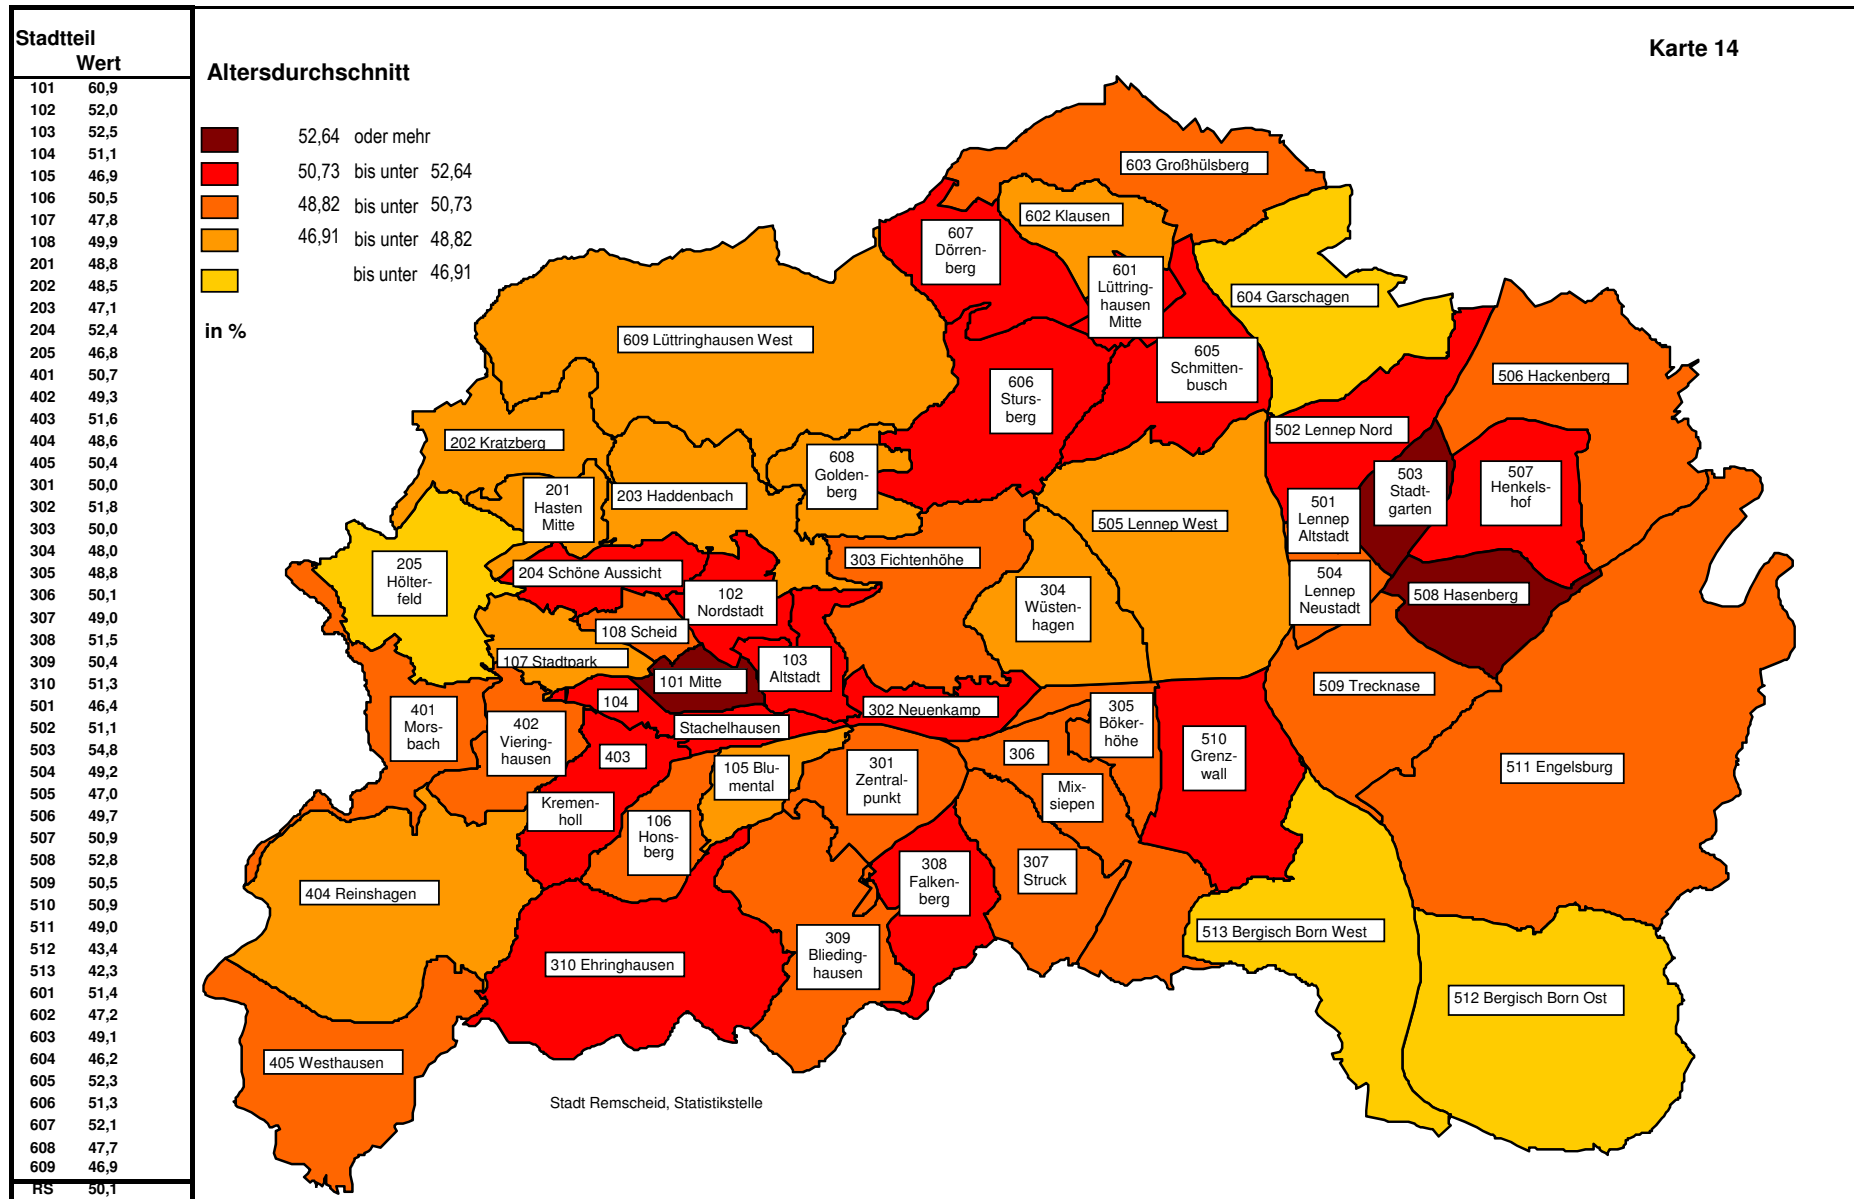 Stadtteil
Wert
101 60,9
102 52,0
103 52,5
104 51,1
105 46,9
106 50,5
107 47,8
108 49,9
201 48,8
202 48,5
203 47,1
204 52,4
205 46,8
401 50,7
402 49,3
403 51,6
404 48,6
405 50,4
301 50,0
302 51,8
303 50,0
304 48,0
305 48,8
306 50,1
307 49,0
308 51,5
309 50,4
310 51,3
501 46,4
502 51,1
503 54,8
504 49,2
505 47,0
506 49,7
507 50,9
508 52,8
509 50,5
510 50,9
511 49,0
512 43,4
513 42,3
601 51,4
602 47,2
603 49,1
604 46,2
605 52,3
606 51,3
607 52,1
608 47,7
609 46,9
RS 50,1
Karte 14
Altersdurchschnitt
52,64 oder mehr
50,73 bis unter 52,64
48,82 bis unter 50,73
46,91 bis unter 48,82
bis unter 46,91
in %
603 Großhülsberg
602 Klausen
607
Dörren-
berg
601
Lüttring-
hausen
Mitte
604 Garschagen
609 Lüttringhausen West
605
Schmitten-
busch
606
Sturs-
berg
506 Hackenberg
502 Lennep Nord
202 Kratzberg
608
Golden-
berg
503
Stadt-
garten
507
Henkels-
hof
201
Hasten
Mitte
203 Haddenbach
501
Lennep
Altstadt
505 Lennep West
205
Hölter-
feld
204 Schöne Aussicht
303 Fichtenhöhe
102
Nordstadt
304
Wüsten-
hagen
504
Lennep
Neustadt
508 Hasenberg
108 Scheid
107 Stadtpark
103
Altstadt
101 Mitte
509 Trecknase
104
Stachelhausen
302 Neuenkamp
401
Mors-
bach
402
Viering-
hausen
305
Böker-
höhe
510
Grenz-
wall
403
Kremen-
holl
105 Blu-
mental
301
Zentral-
punkt
306
Mix-
siepen
511 Engelsburg
106
Hons-
berg
404 Reinshagen
308
Falken-
berg
307
Struck
513 Bergisch Born West
309
Blieding-
hausen
310 Ehringhausen
512 Bergisch Born Ost
405 Westhausen
Stadt Remscheid, Statistikstelle